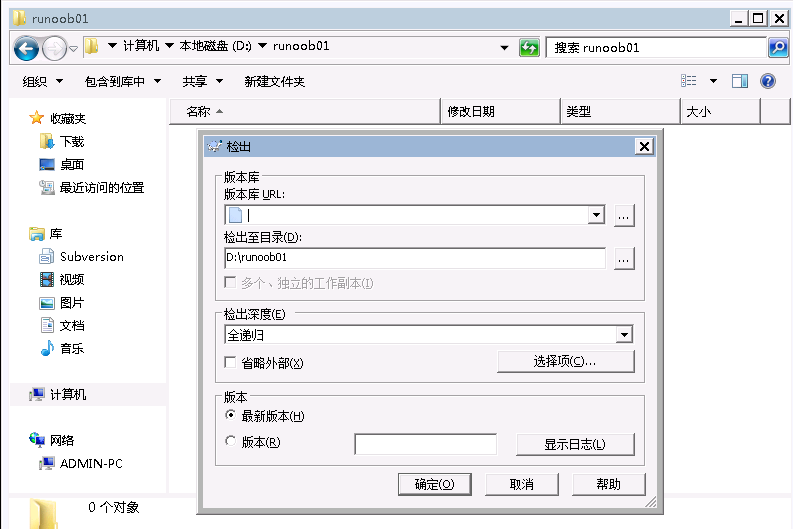 runoob01
计算机 本地磁盘 (D:) runoob01
搜索 runoob01
组织 包含到库中 共享 新建文件夹
名称 修改日期 类型 大小
收藏夹
下载
桌面
最近访问的位置
库
Subversion
视频
图片
文档
音乐
计算机
网络
ADMIN-PC
0 个对象
检出
版本库
版本库 URL:
...
检出至目录(D):
D:\runoob01
...
多个、独立的工作副本(I)
检出深度(E)
全递归
省略外部(X)
选择项(C)...
版本
最新版本(H)
版本(R)
显示日志(L)
确定(O) 取消 帮助